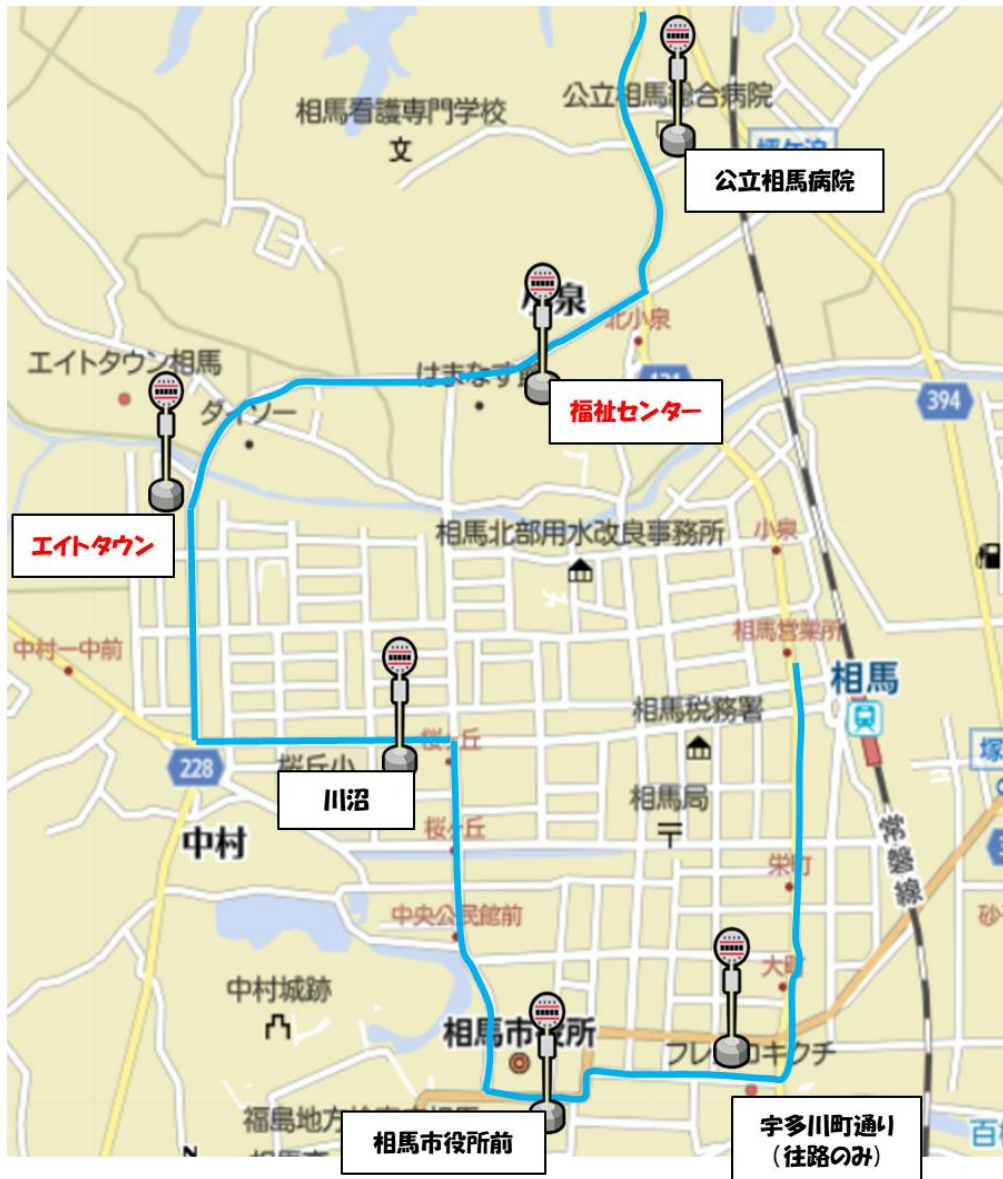 相馬看護専門学校
公立相馬総合病院
文
公立相馬病院
小泉
北小泉
エイトタウン相馬
ダイソー
はまなす館
福祉センター
394
エイトタウン
相馬北部用水改良事務所
小泉
相馬営業所
中村一中前
相馬
相馬税務署
桜ヶ丘
228
桜丘小
川沼
相馬局
中村
桜ヶ丘
常磐線
栄町
中央公民館前
大町
中村城跡
相馬市役所
相馬市役所前
宇多川町通り
(往路のみ)
N